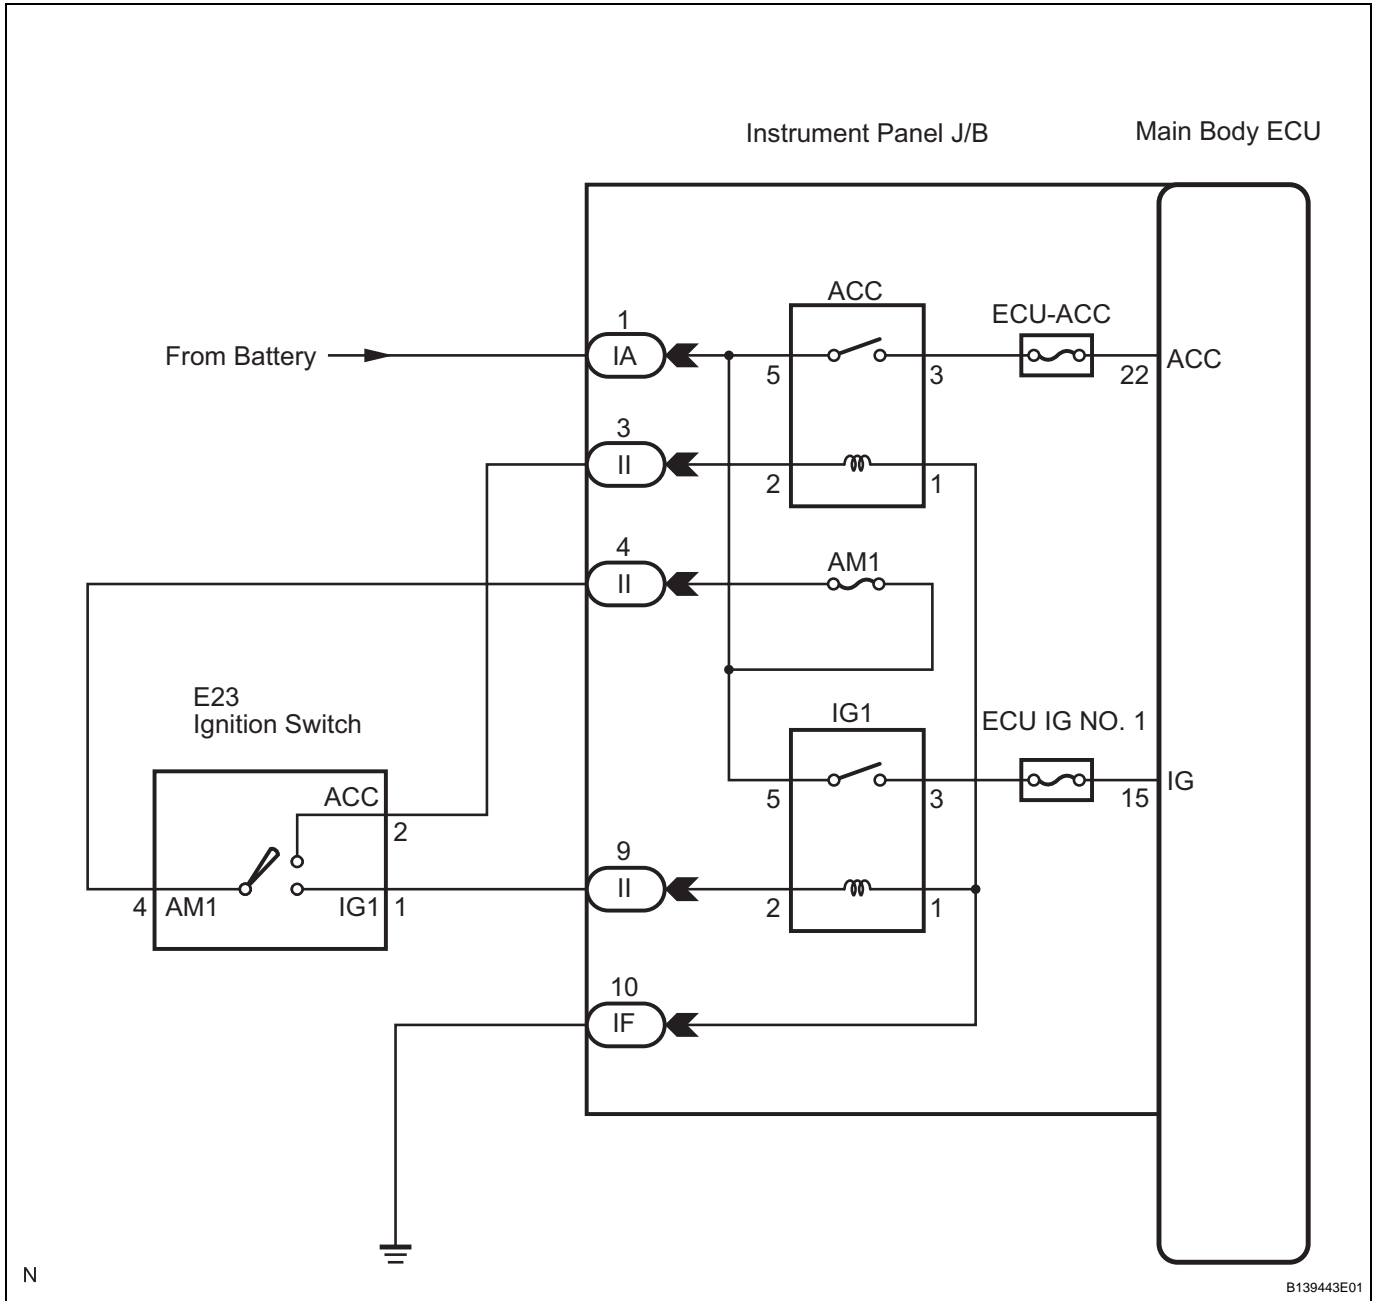 Instrument Panel J/B
Main Body ECU
ACC
ECU-ACC
1
From Battery
IA
5
3
22
ACC
3
II
2
1
4
AM1
II
E23
Ignition Switch
IG1
ECU IG NO. 1
5
3
15
IG
ACC
2
9
4
AM1
IG1
1
II
2
1
10
IF
N
B139443E01